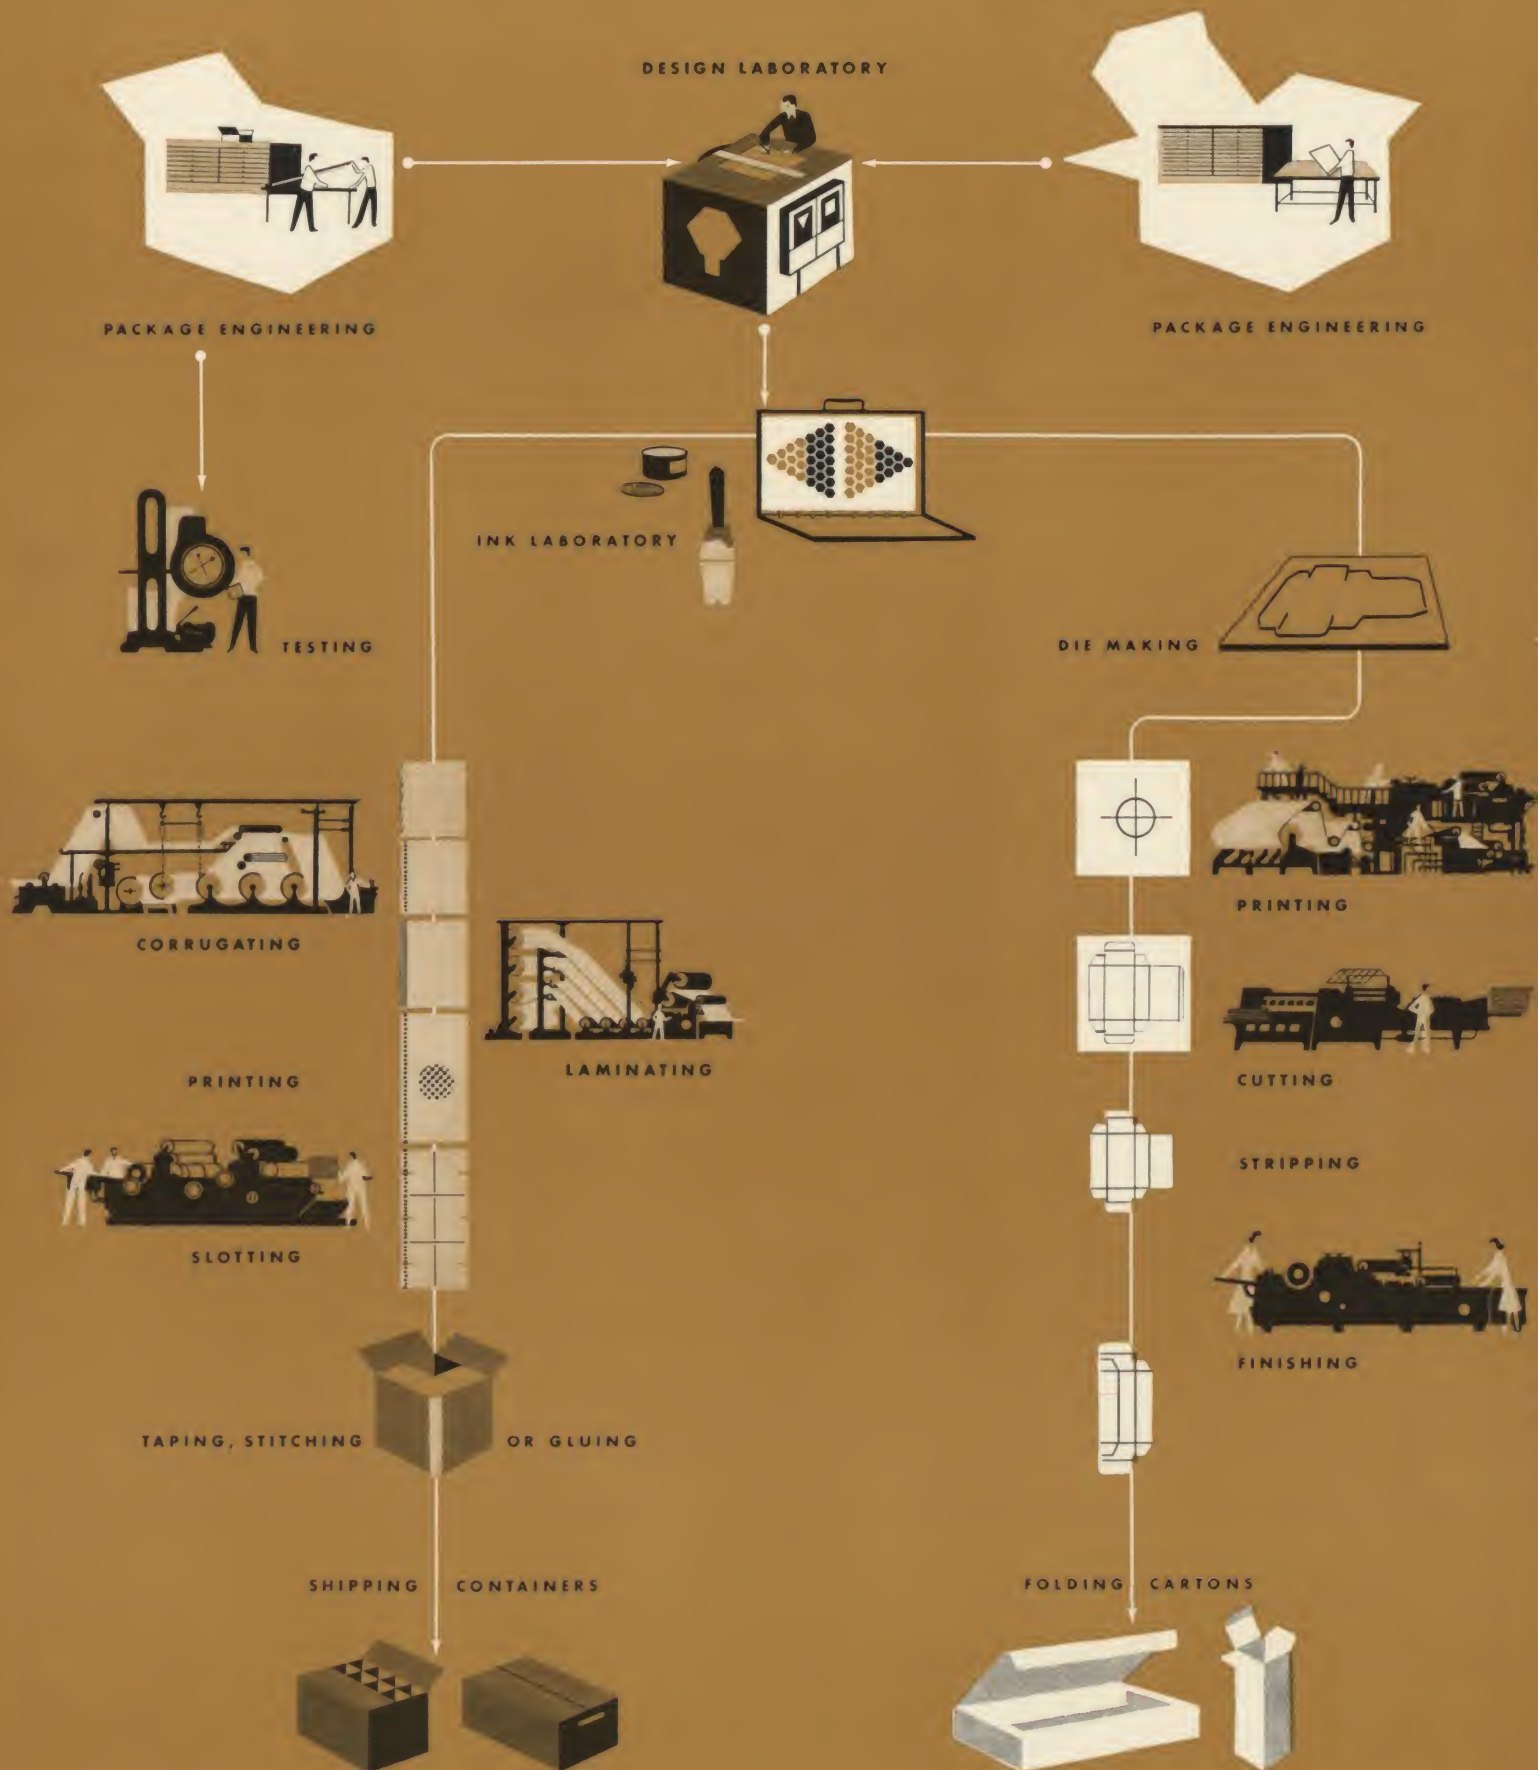 DESIGN LABORATORY
PACKAGE ENGINEERING
PACKAGE ENGINEERING
INK LABORATORY
TESTING
DIE MAKING
PRINTING
CORRUGATING
CUTTING
LAMINATING
PRINTING
STRIPPING
SLOTTING
FINISHING
TAPING, STITCHING OR GLUING
SHIPPING CONTAINERS
FOLDING CARTONS